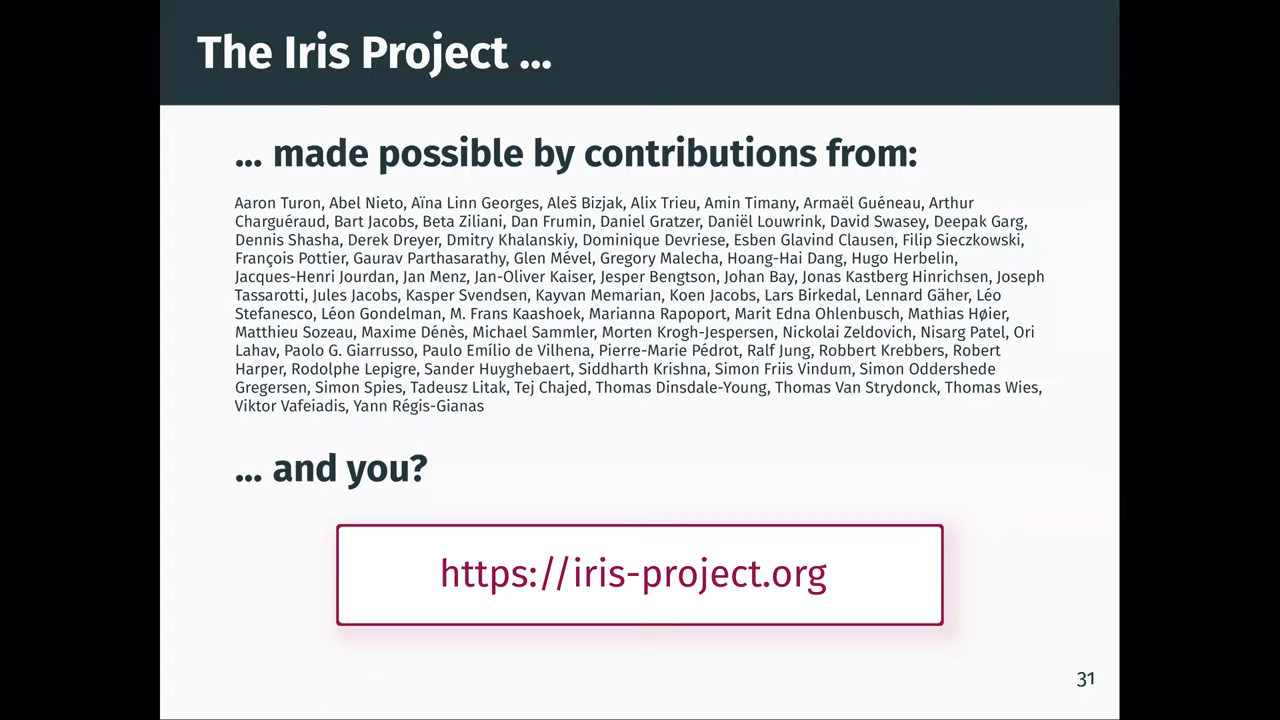 The Iris Project ...
... made possible by contributions from:
Aaron Turon, Abel Nieto, Aïna Linn Georges, Aleš Bizjak, Alix Trieu, Amin Timany, Armaël Guéneau, Arthur
Charguéraud, Bart Jacobs, Beta Ziliani, Dan Frumin, Daniel Gratzer, Daniël Louwrink, David Swasey, Deepak Garg,
Dennis Shasha, Derek Dreyer, Dmitry Khalanskiy, Dominique Devriese, Esben Glavind Clausen, Filip Sieczkowski,
François Pottier, Gaurav Parthasarathy, Glen Mével, Gregory Malecha, Hoang-Hai Dang, Hugo Herbelin,
Jacques-Henri Jourdan, Jan Menz, Jan-Oliver Kaiser, Jesper Bengtson, Johan Bay, Jonas Kastberg Hinrichsen, Joseph
Tassarotti, Jules Jacobs, Kasper Svendsen, Kayvan Memarian, Koen Jacobs, Lars Birkedal, Lennard Gäher, Léo
Stefanesco, Léon Gondelman, M. Frans Kaashoek, Marianna Rapoport, Marit Edna Ohlenbusch, Mathias Høier,
Matthieu Sozeau, Maxime Dénès, Michael Sammler, Morten Krogh-Jespersen, Nickolai Zeldovich, Nisarg Patel, Ori
Lahav, Paolo G. Giarrusso, Paulo Emílio de Vilhena, Pierre-Marie Pédrot, Ralf Jung, Robbert Krebbers, Robert
Harper, Rodolphe Lepigre, Sander Huyghebaert, Siddharth Krishna, Simon Friis Vindum, Simon Oddershede
Gregersen, Simon Spies, Tadeusz Litak, Tej Chajed, Thomas Dinsdale-Young, Thomas Van Strydonck, Thomas Wies,
Viktor Vafeiadis, Yann Régis-Gianas
... and you?
https://iris-project.org
31